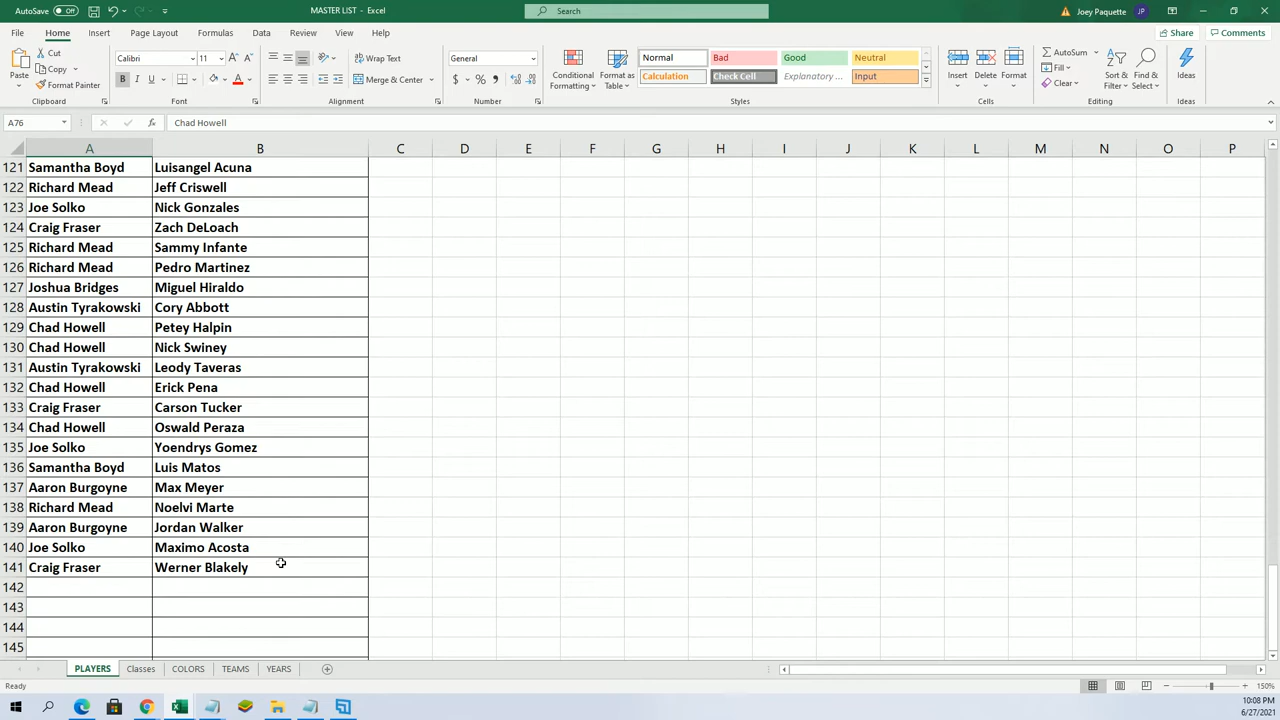 AutoSave Off MASTER LIST - Excel Search Joey Paquette JP
File Home Insert Page Layout Formulas Data Review View Help Share Comments
Paste Cut Copy Format Painter Clipboard
Calibri 11 A A B I U A Font
Wrap Text Merge & Center Alignment
General $ % Number
Conditional Formatting Format as Table
Normal Bad Good Neutral
Calculation Check Cell Explanatory ... Input
Styles
Insert Delete Format Cells
AutoSum Fill Clear Sort & Filter Find & Select Editing
Ideas Ideas
A76 fx Chad Howell
A B C D E F G H I J K L M N O P
121 Samantha Boyd Luisangel Acuna
122 Richard Mead Jeff Criswell
123 Joe Solko Nick Gonzales
124 Craig Fraser Zach DeLoach
125 Richard Mead Sammy Infante
126 Richard Mead Pedro Martinez
127 Joshua Bridges Miguel Hiraldo
128 Austin Tyrakowski Cory Abbott
129 Chad Howell Petey Halpin
130 Chad Howell Nick Swiney
131 Austin Tyrakowski Leody Taveras
132 Chad Howell Erick Pena
133 Craig Fraser Carson Tucker
134 Chad Howell Oswald Peraza
135 Joe Solko Yoendrys Gomez
136 Samantha Boyd Luis Matos
137 Aaron Burgoyne Max Meyer
138 Richard Mead Noelvi Marte
139 Aaron Burgoyne Jordan Walker
140 Joe Solko Maximo Acosta
141 Craig Fraser Werner Blakely
142
143
144
145
PLAYERS Classes COLORS TEAMS YEARS
Ready 150%
10:08 PM
6/27/2021